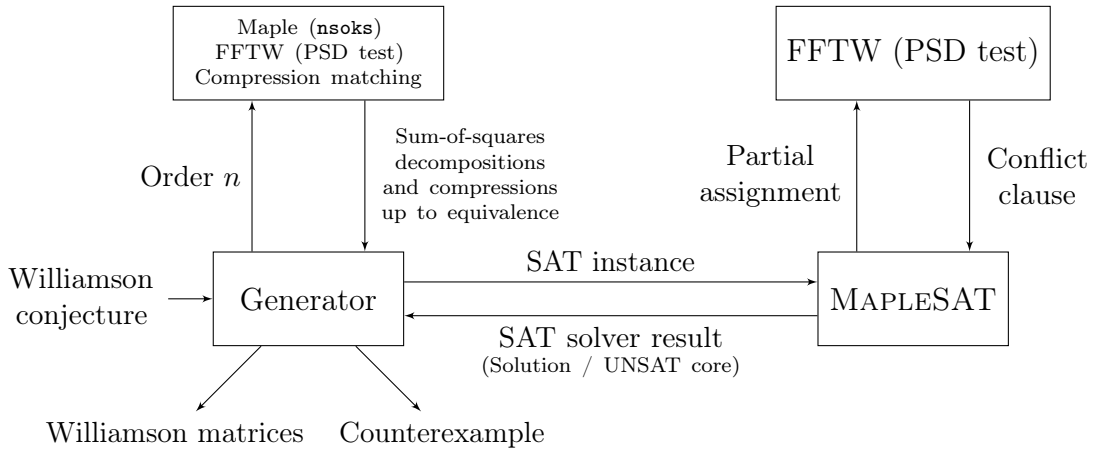 Maple (nsoks)
FFTW (PSD test)
Compression matching
FFTW (PSD test)
Order n
Sum-of-squares
decompositions
and compressions
up to equivalence
Partial
assignment
Conflict
clause
Williamson
conjecture
Generator
SAT instance
MAPLESAT
SAT solver result
(Solution / UNSAT core)
Williamson matrices
Counterexample